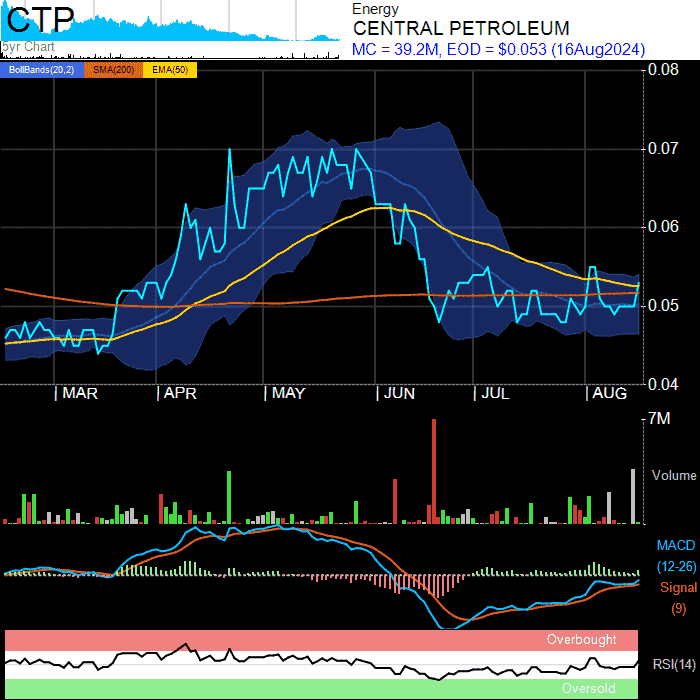 CTP
5yr Chart
Energy
CENTRAL PETROLEUM
MC = 39.2M, EOD = $0.053 (16Aug2024)
BollBands(20,2) SMA(200) EMA(50)
0.08
0.07
0.06
0.05
0.04
MAR APR MAY JUN JUL AUG
7M
Volume
MACD
(12-26)
Signal
(9)
Overbought
RSI(14)
Oversold